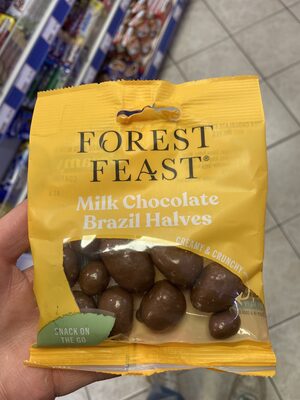 FOREST
FEAST®
Milk Chocolate
Brazil Halves
CREAMY & CRUNCHY
SNACK ON
THE GO